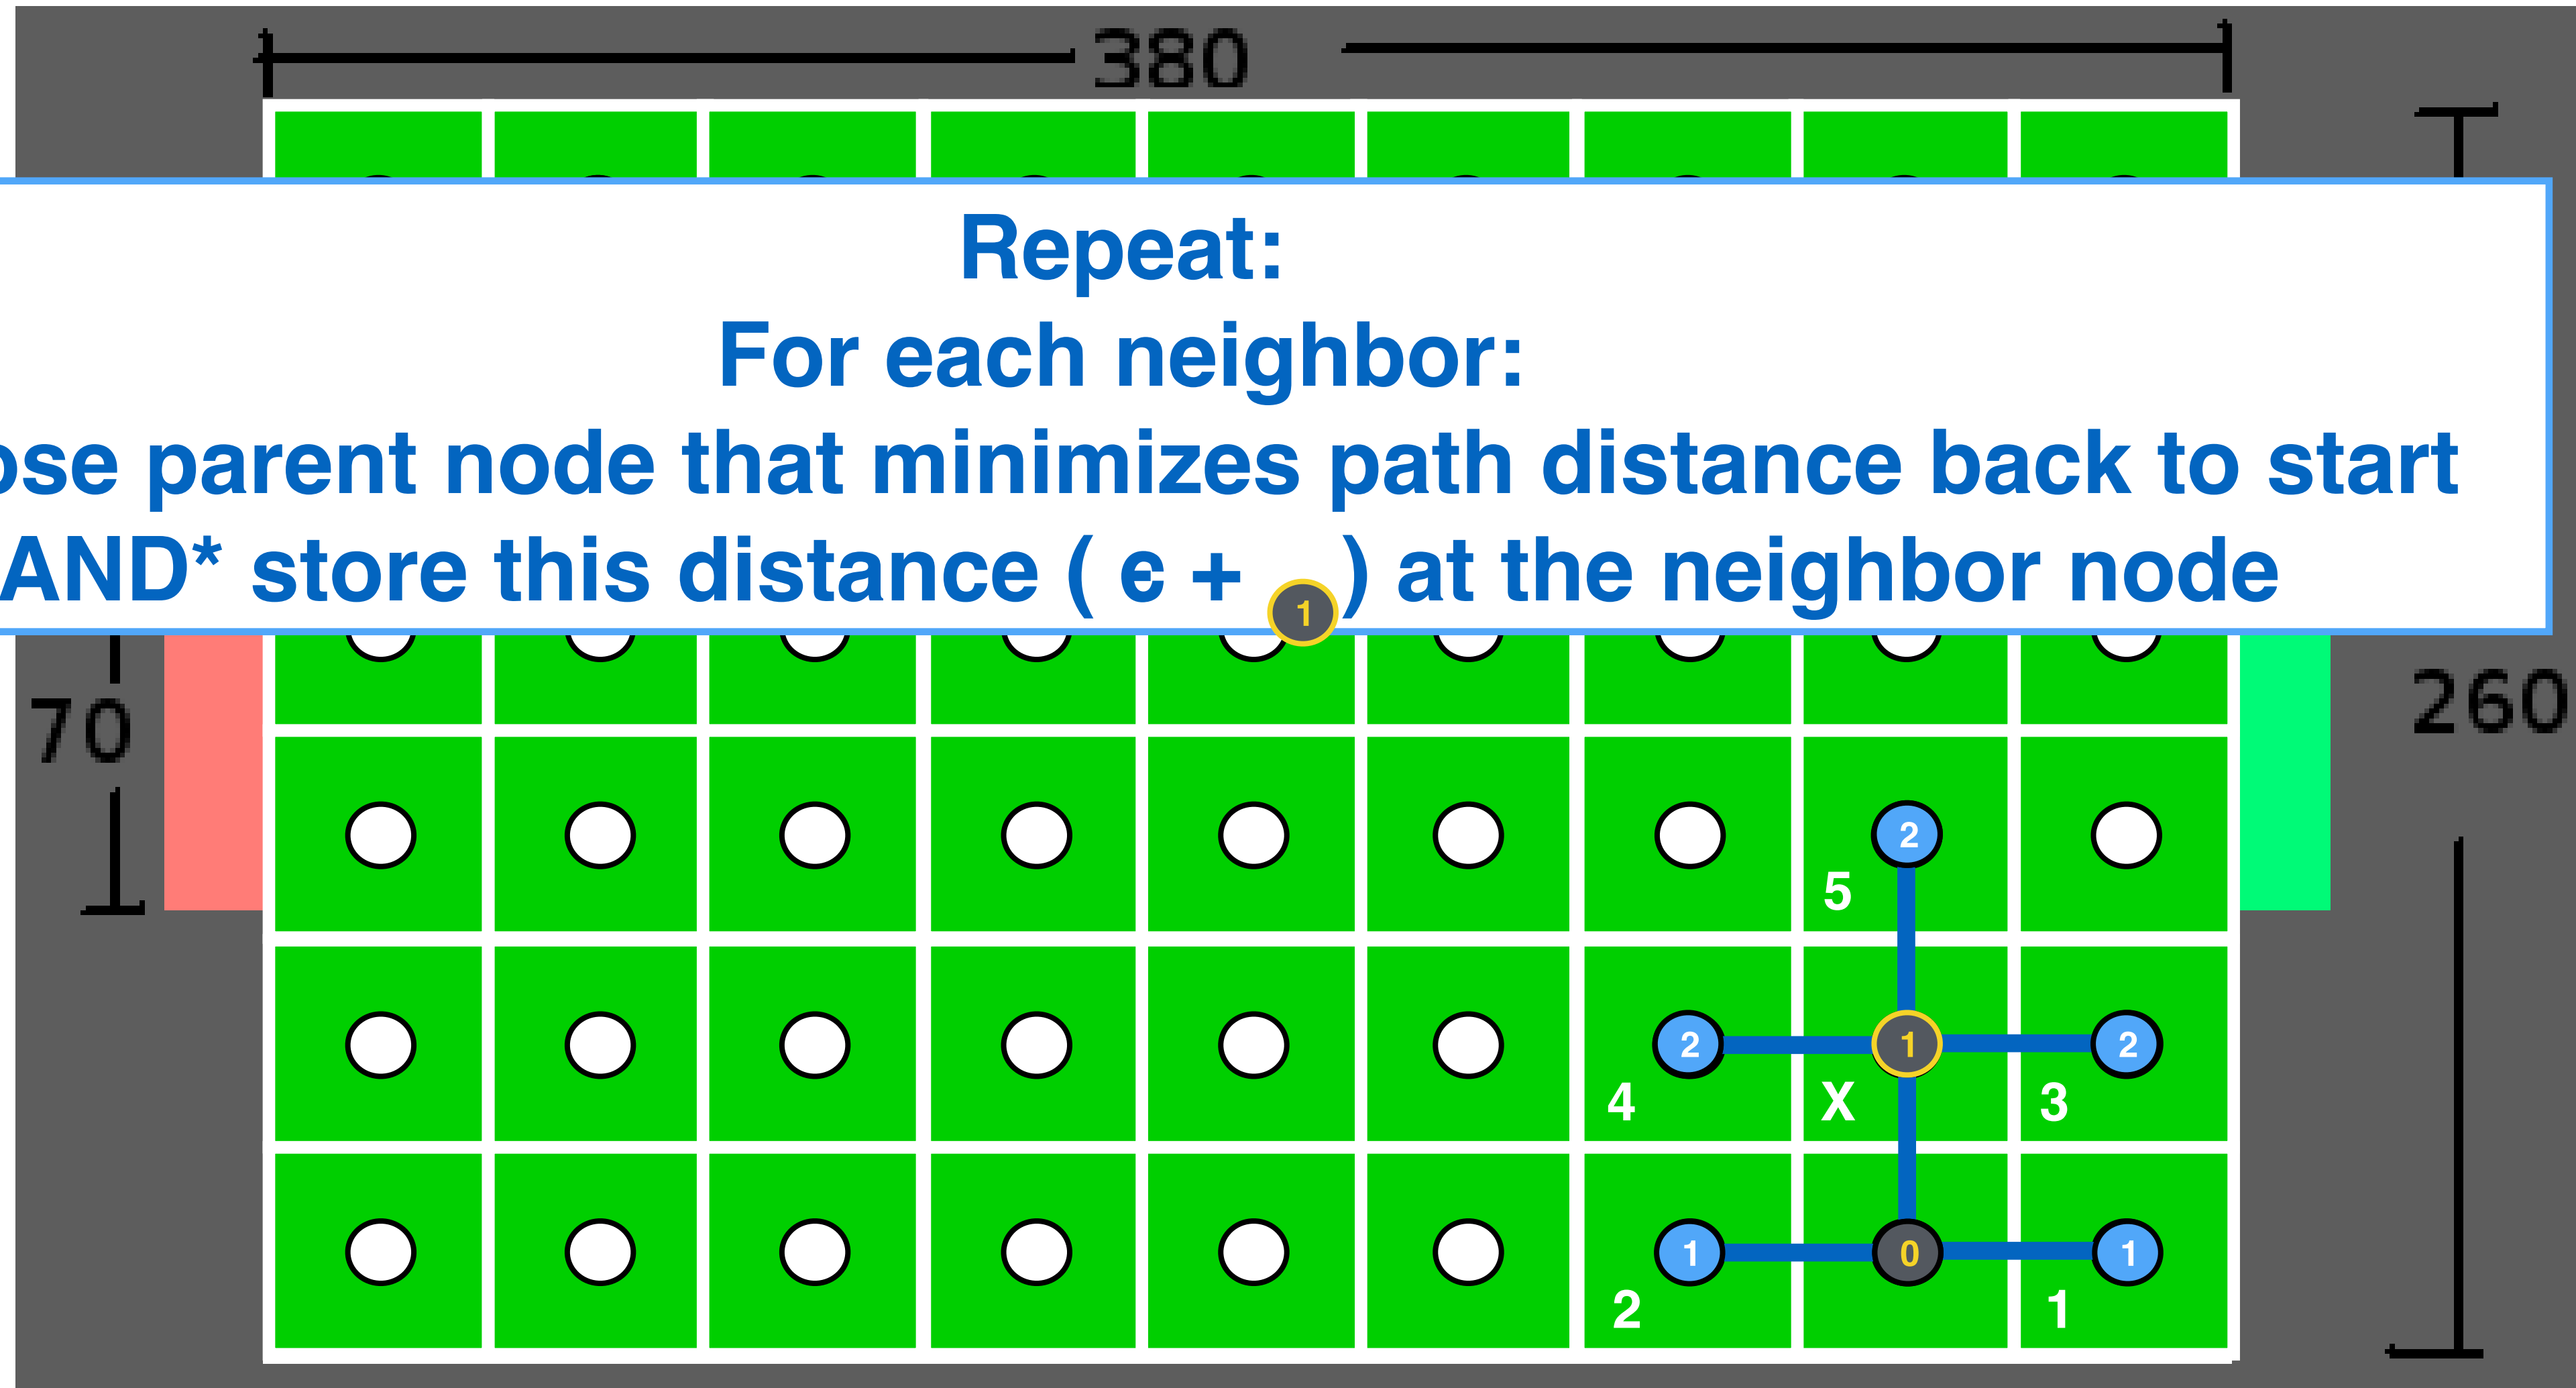 380
Repeat:
For each neighbor:
parent node that minimizes path distance back to start
AND* store this distance ( e + 1 ) at the neighbor node
70
260
2
5
2 1 2
4 X 3
1 0 1
2 1